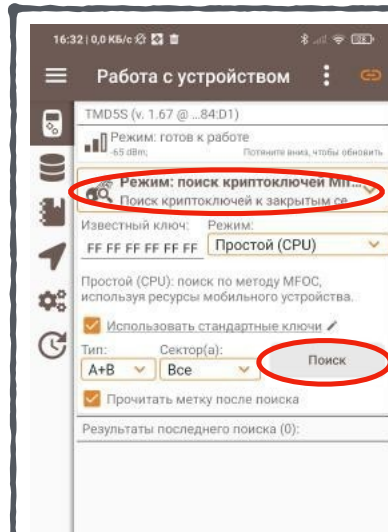 16:32 | 0,0 КБ/с
Работа с устройством
TMD5S (v. 1.67 @ ...84:D1)
Режим: готов к работе
-65 dBm; Потяните вниз, чтобы обновить
Режим: поиск криптоключей Mif...
Поиск криптоключей к закрытым се...
Известный ключ: Режим:
FF FF FF FF FF FF Простой (CPU)
Простой (CPU): поиск по методу MFOC,
используя ресурсы мобильного устройства.
Использовать стандартные ключи
Тип: Сектор(а): Поиск
A+B Все
Прочитать метку после поиска
Результаты последнего поиска (0):